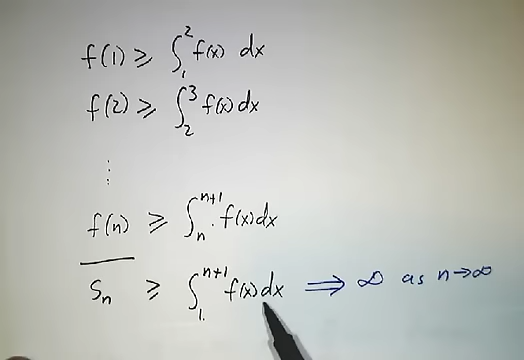 f(1) ≥ ∫₁² f(x) dx
f(2) ≥ ∫₂³ f(x) dx
⋮
f(n) ≥ ∫ₙⁿ⁺¹ f(x) dx
Sₙ ≥ ∫₁ⁿ⁺¹ f(x) dx ⟹ ∞ as n→∞